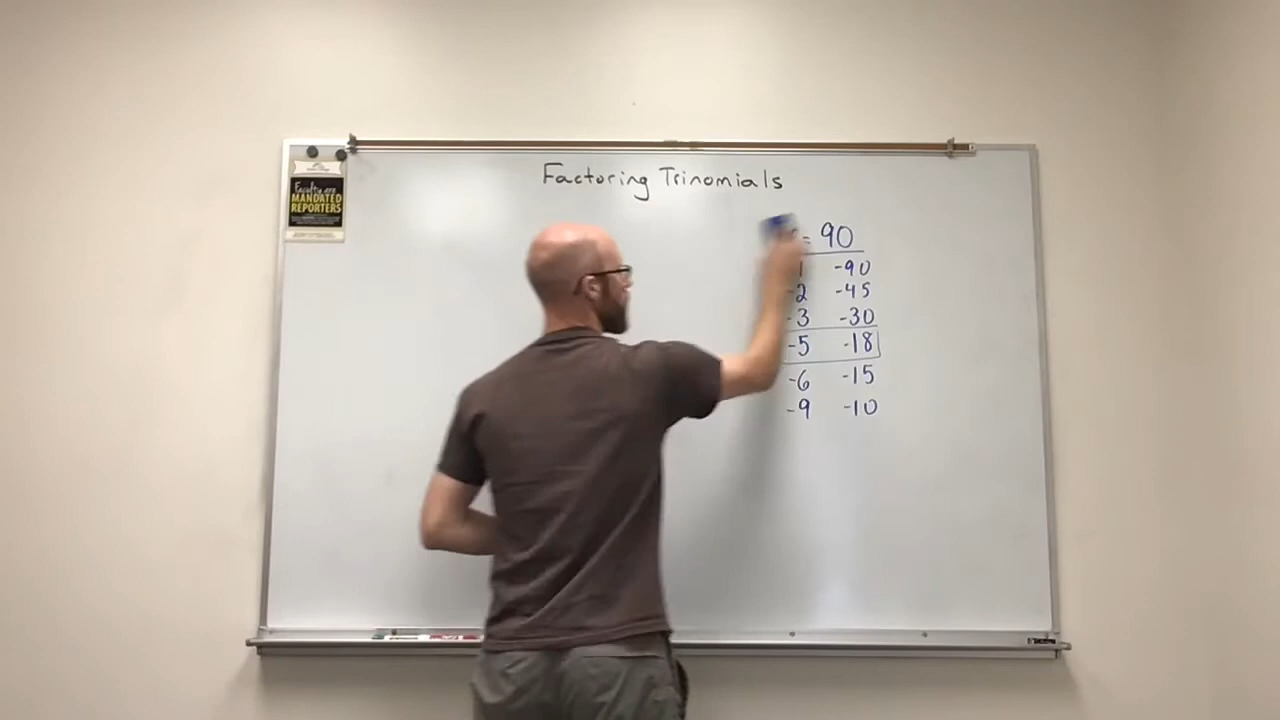 Factoring Trinomials
= 90
1 -90
-2 -45
-3 -30
-5 -18
-6 -15
-9 -10
Faculty are
MANDATED
REPORTERS